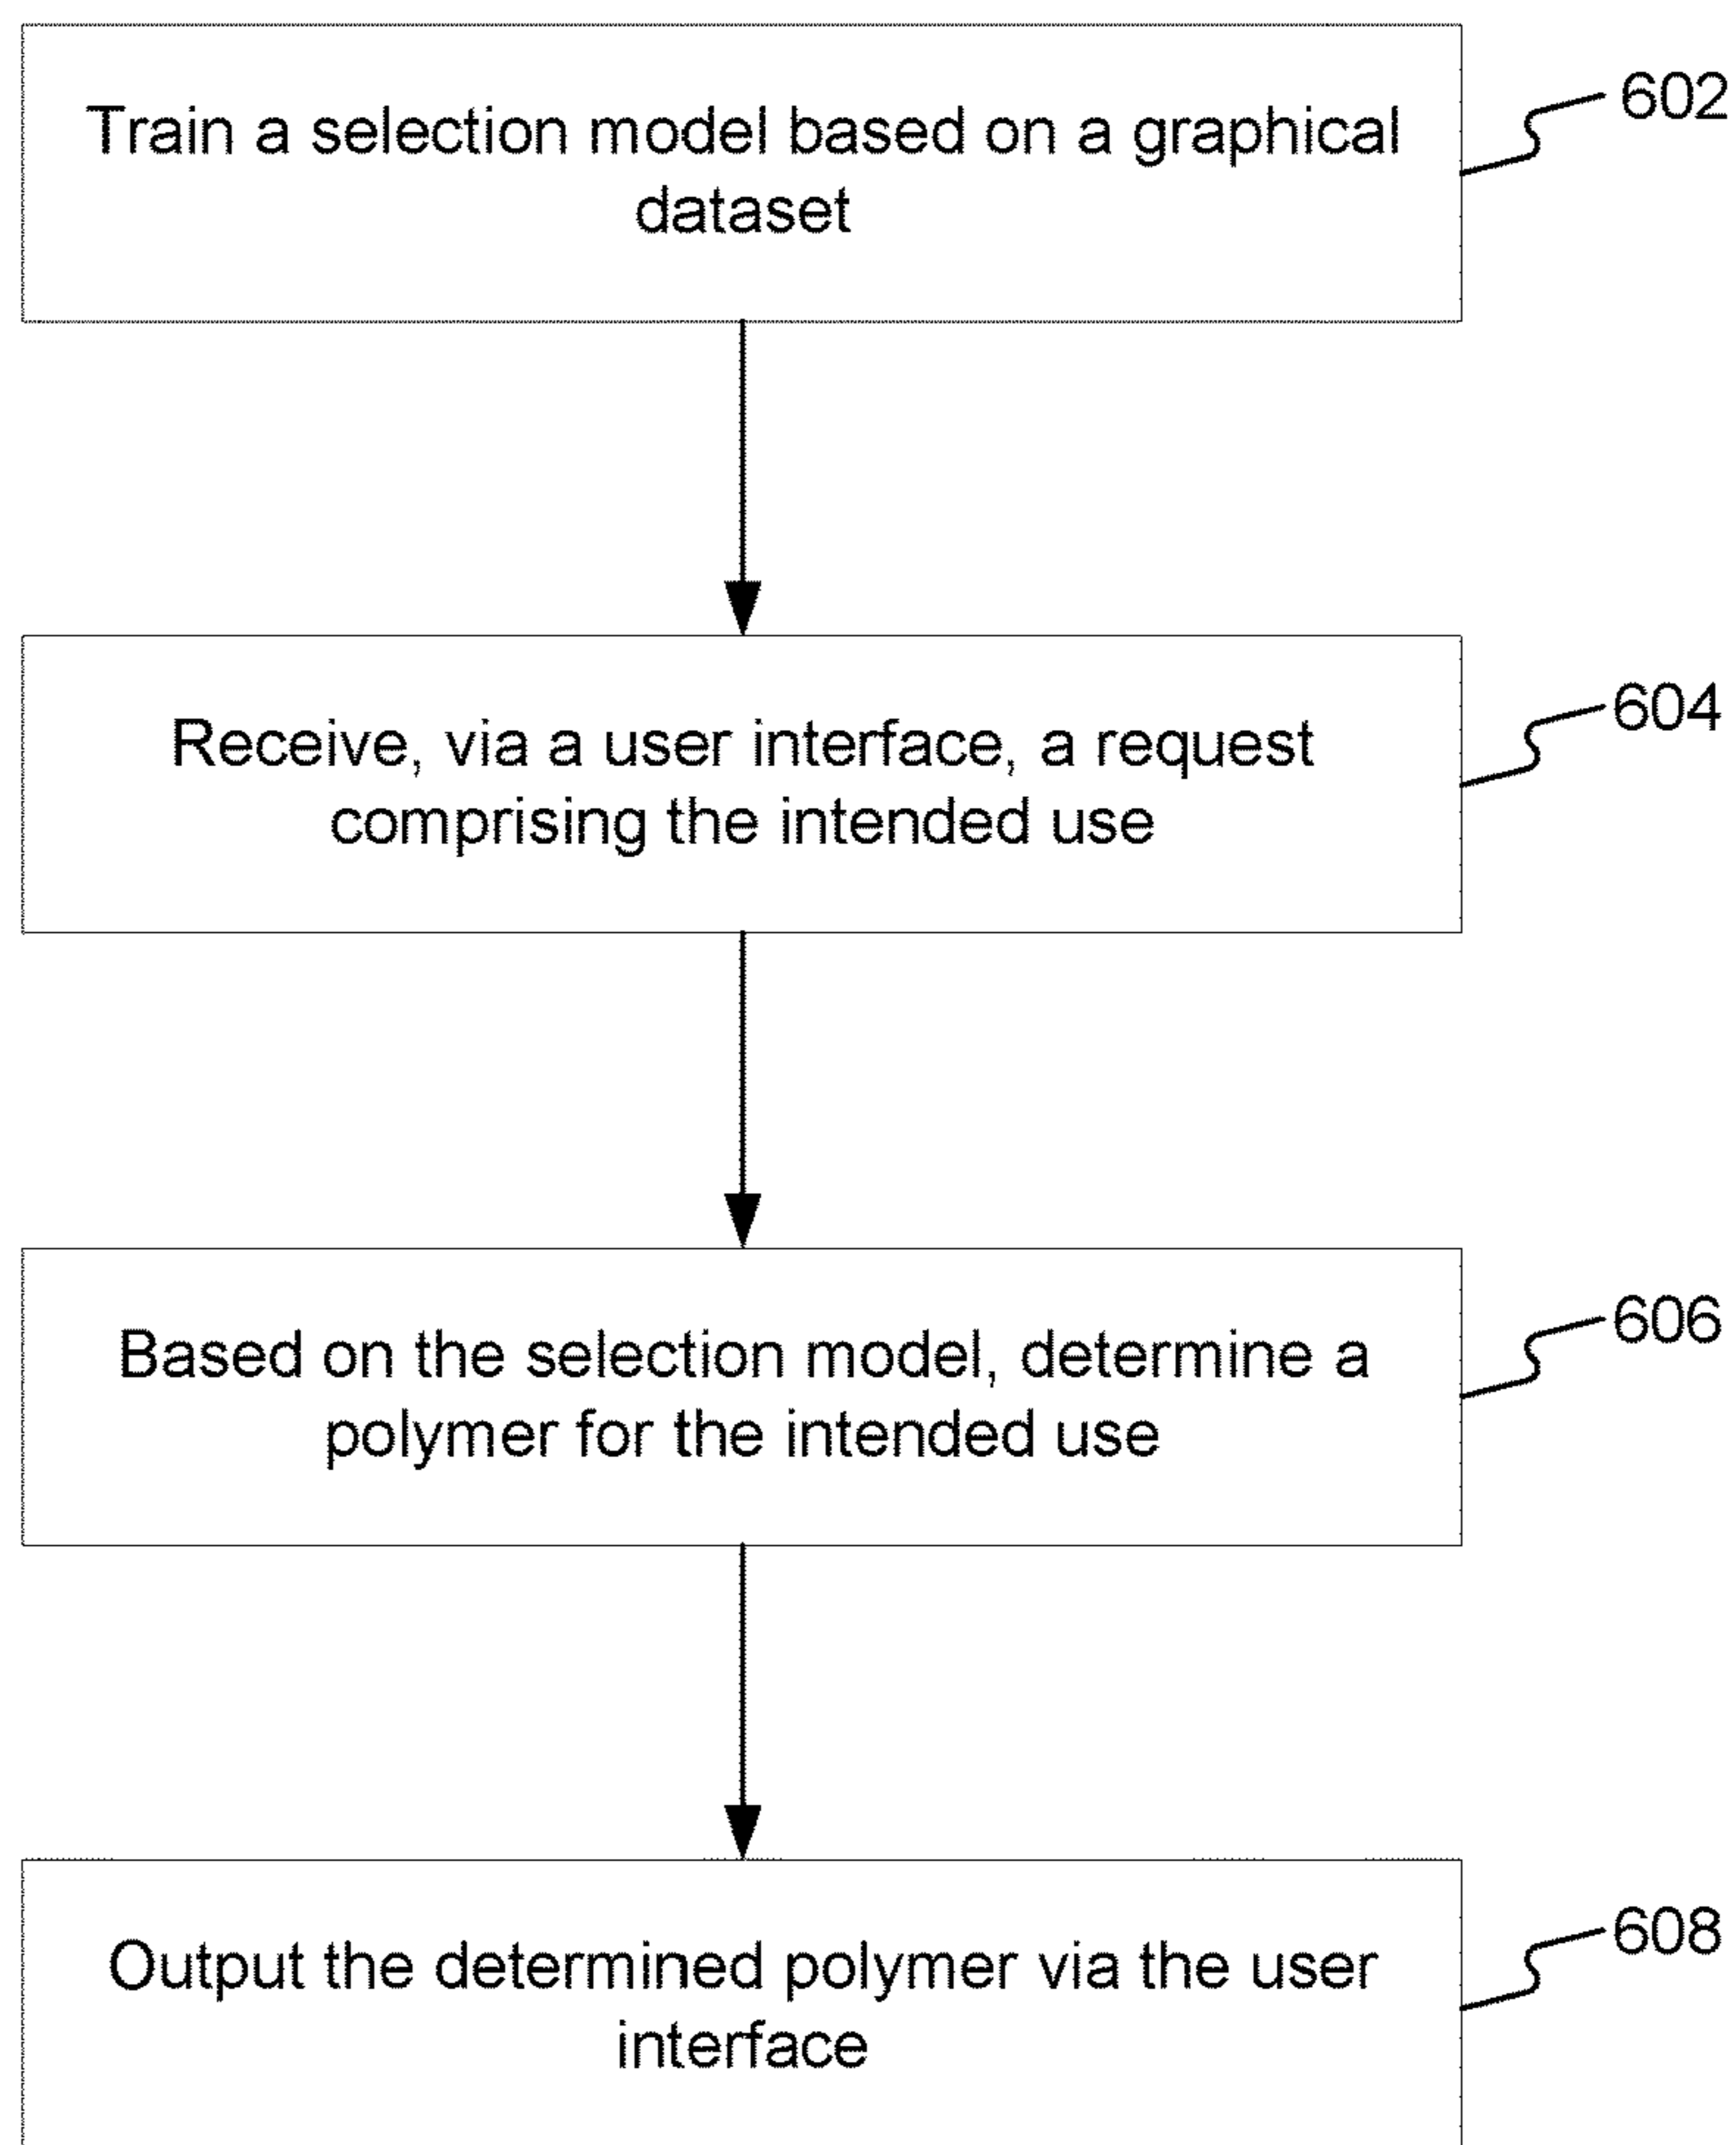 Train a selection model based on a graphical
dataset
602
Receive, via a user interface, a request
comprising the intended use
604
Based on the selection model, determine a
polymer for the intended use
606
Output the determined polymer via the user
interface
608